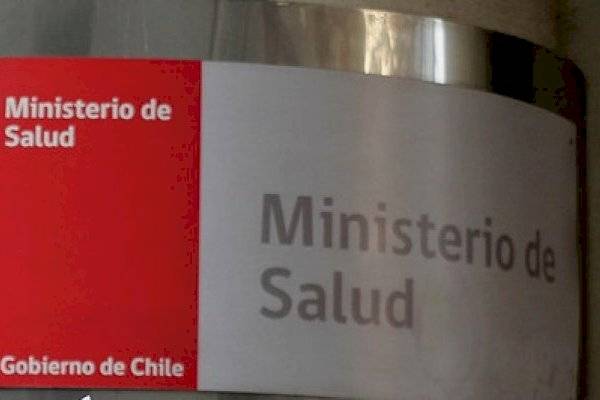 Ministerio de
Salud
Gobierno de Chile
Ministerio de
Salud